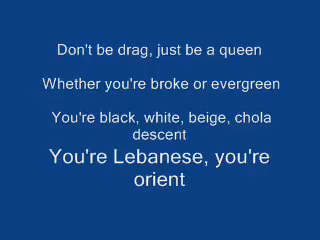 Don't be drag, just be a queen
Whether you're broke or evergreen
You're black, white, beige, chola
descent
You're Lebanese, you're
orient